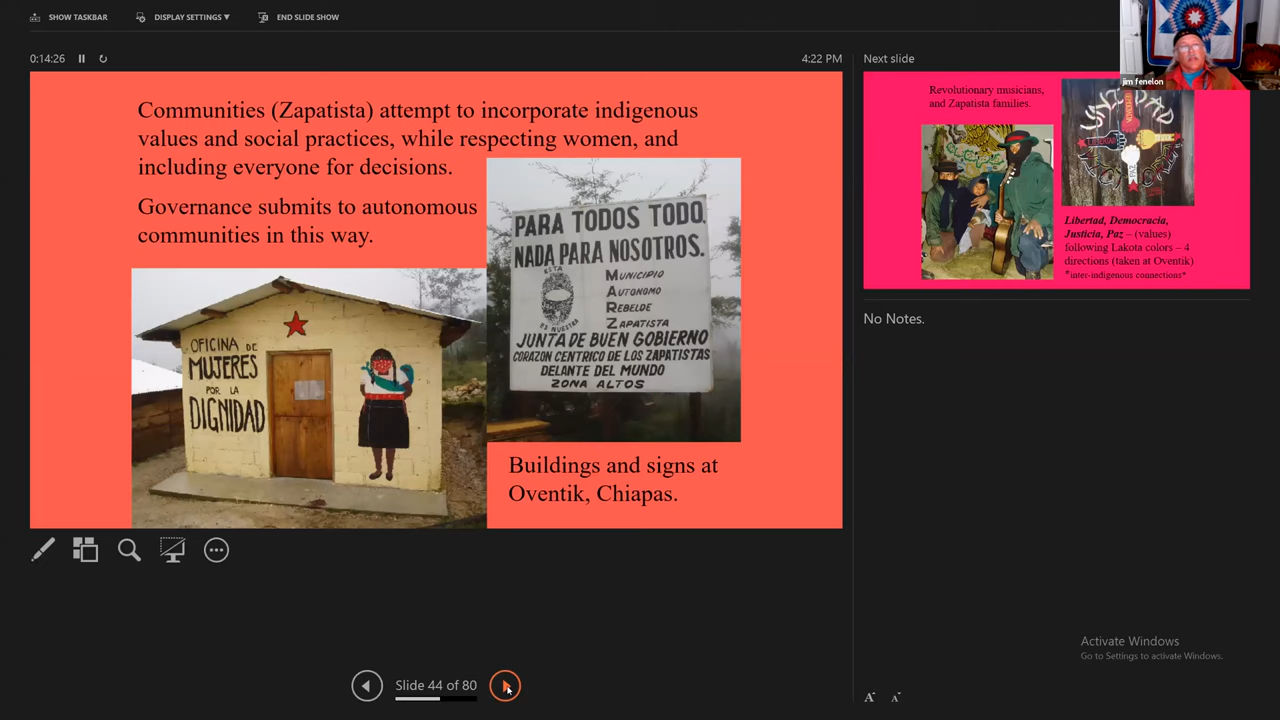 SHOW TASKBAR
DISPLAY SETTINGS ▼
END SLIDE SHOW
0:14:26
4:22 PM
Communities (Zapatista) attempt to incorporate indigenous
values and social practices, while respecting women, and
including everyone for decisions.
Governance submits to autonomous
communities in this way.
OFICINA DE
MUJERES
POR LA
DIGNIDAD
PARA TODOS TODO,
NADA PARA NOSOTROS.
ESTA
ES NUESTRA
MUNICIPIO
AUTONOMO
REBELDE
ZAPATISTA
JUNTA DE BUEN GOBIERNO
CORAZON CENTRICO DE LOS ZAPATISTAS
DELANTE DEL MUNDO
ZONA ALTOS
Buildings and signs at
Oventik, Chiapas.
Slide 44 of 80
Next slide
jim fenelon
Revolutionary musicians,
and Zapatista families.
LIBERTAD
PAZ
Libertad, Democracia,
Justicia, Paz – (values)
following Lakota colors – 4
directions (taken at Oventik)
*inter-indigenous connections*
No Notes.
Activate Windows
Go to Settings to activate Windows.
A A